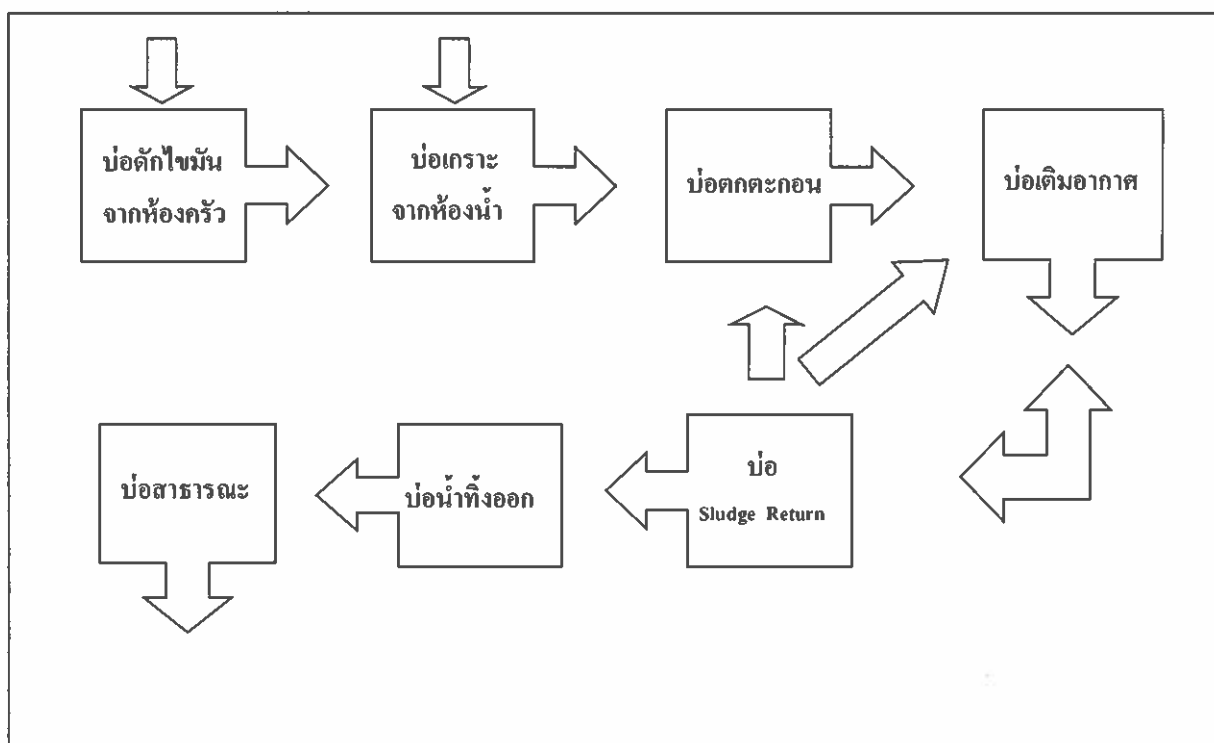 บ่อดักไขมัน
จากห้องครัว
บ่อเกราะ
จากห้องน้ำ
บ่อตกตะกอน
บ่อเติมอากาศ
บ่อสาธารณะ
บ่อน้ำทิ้งออก
บ่อ
Sludge Return